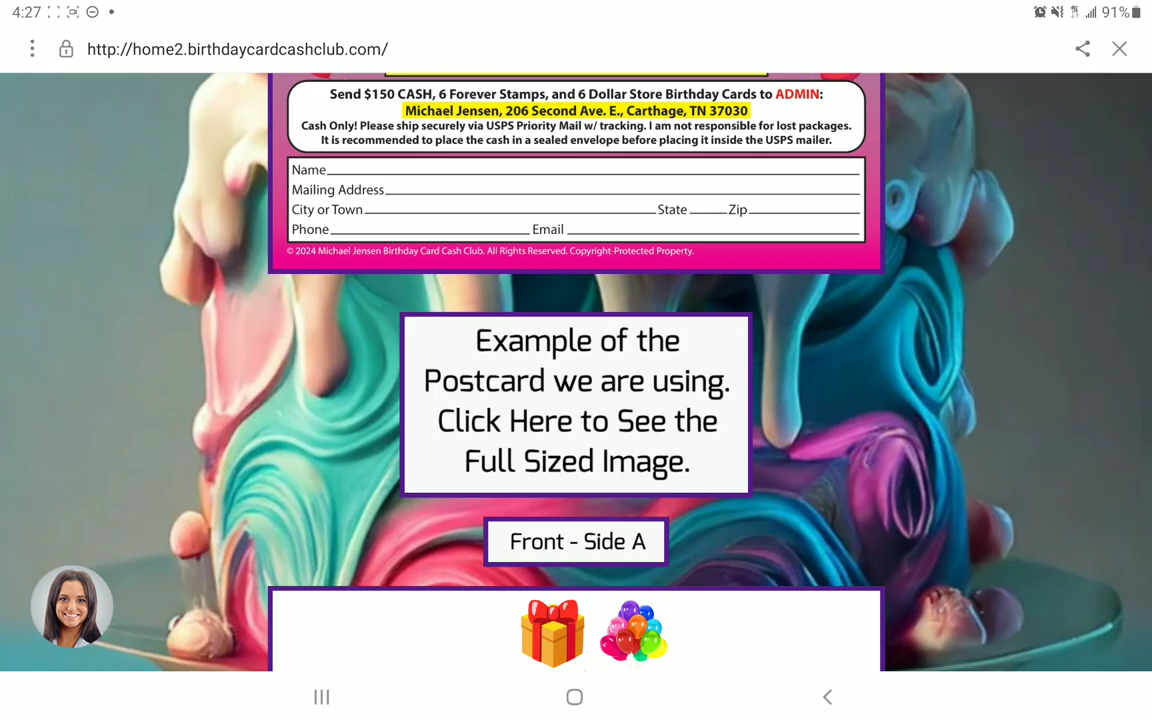 4:27
91%
http://home2.birthdaycardcashclub.com/
Send $150 CASH, 6 Forever Stamps, and 6 Dollar Store Birthday Cards to ADMIN:
Michael Jensen, 206 Second Ave. E., Carthage, TN 37030
Cash Only! Please ship securely via USPS Priority Mail w/ tracking. I am not responsible for lost packages.
It is recommended to place the cash in a sealed envelope before placing it inside the USPS mailer.
Name
Mailing Address
City or Town State Zip
Phone Email
© 2024 Michael Jensen Birthday Card Cash Club. All Rights Reserved. Copyright-Protected Property.
Example of the
Postcard we are using.
Click Here to See the
Full Sized Image.
Front - Side A